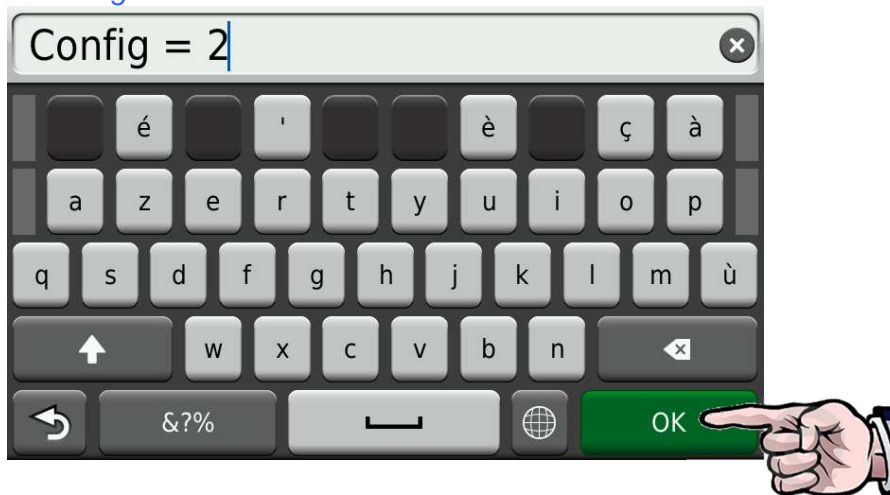 Config = 2
é ' è ç à
a z e r t y u i o p
q s d f g h j k l m ù
w x c v b n
&?% OK